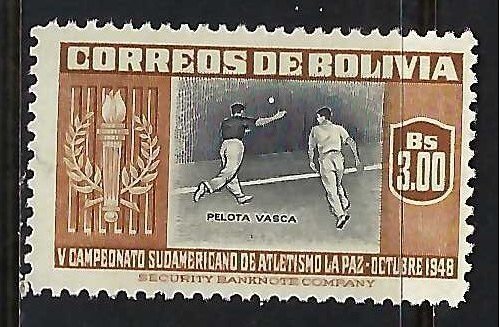 CORREOS DE BOLIVIA
Bs
3.00
PELOTA VASCA
V CAMPEONATO SUDAMERICANO DE ATLETISMO LA PAZ - OCTUBRE 1948
SECURITY BANKNOTE COMPANY